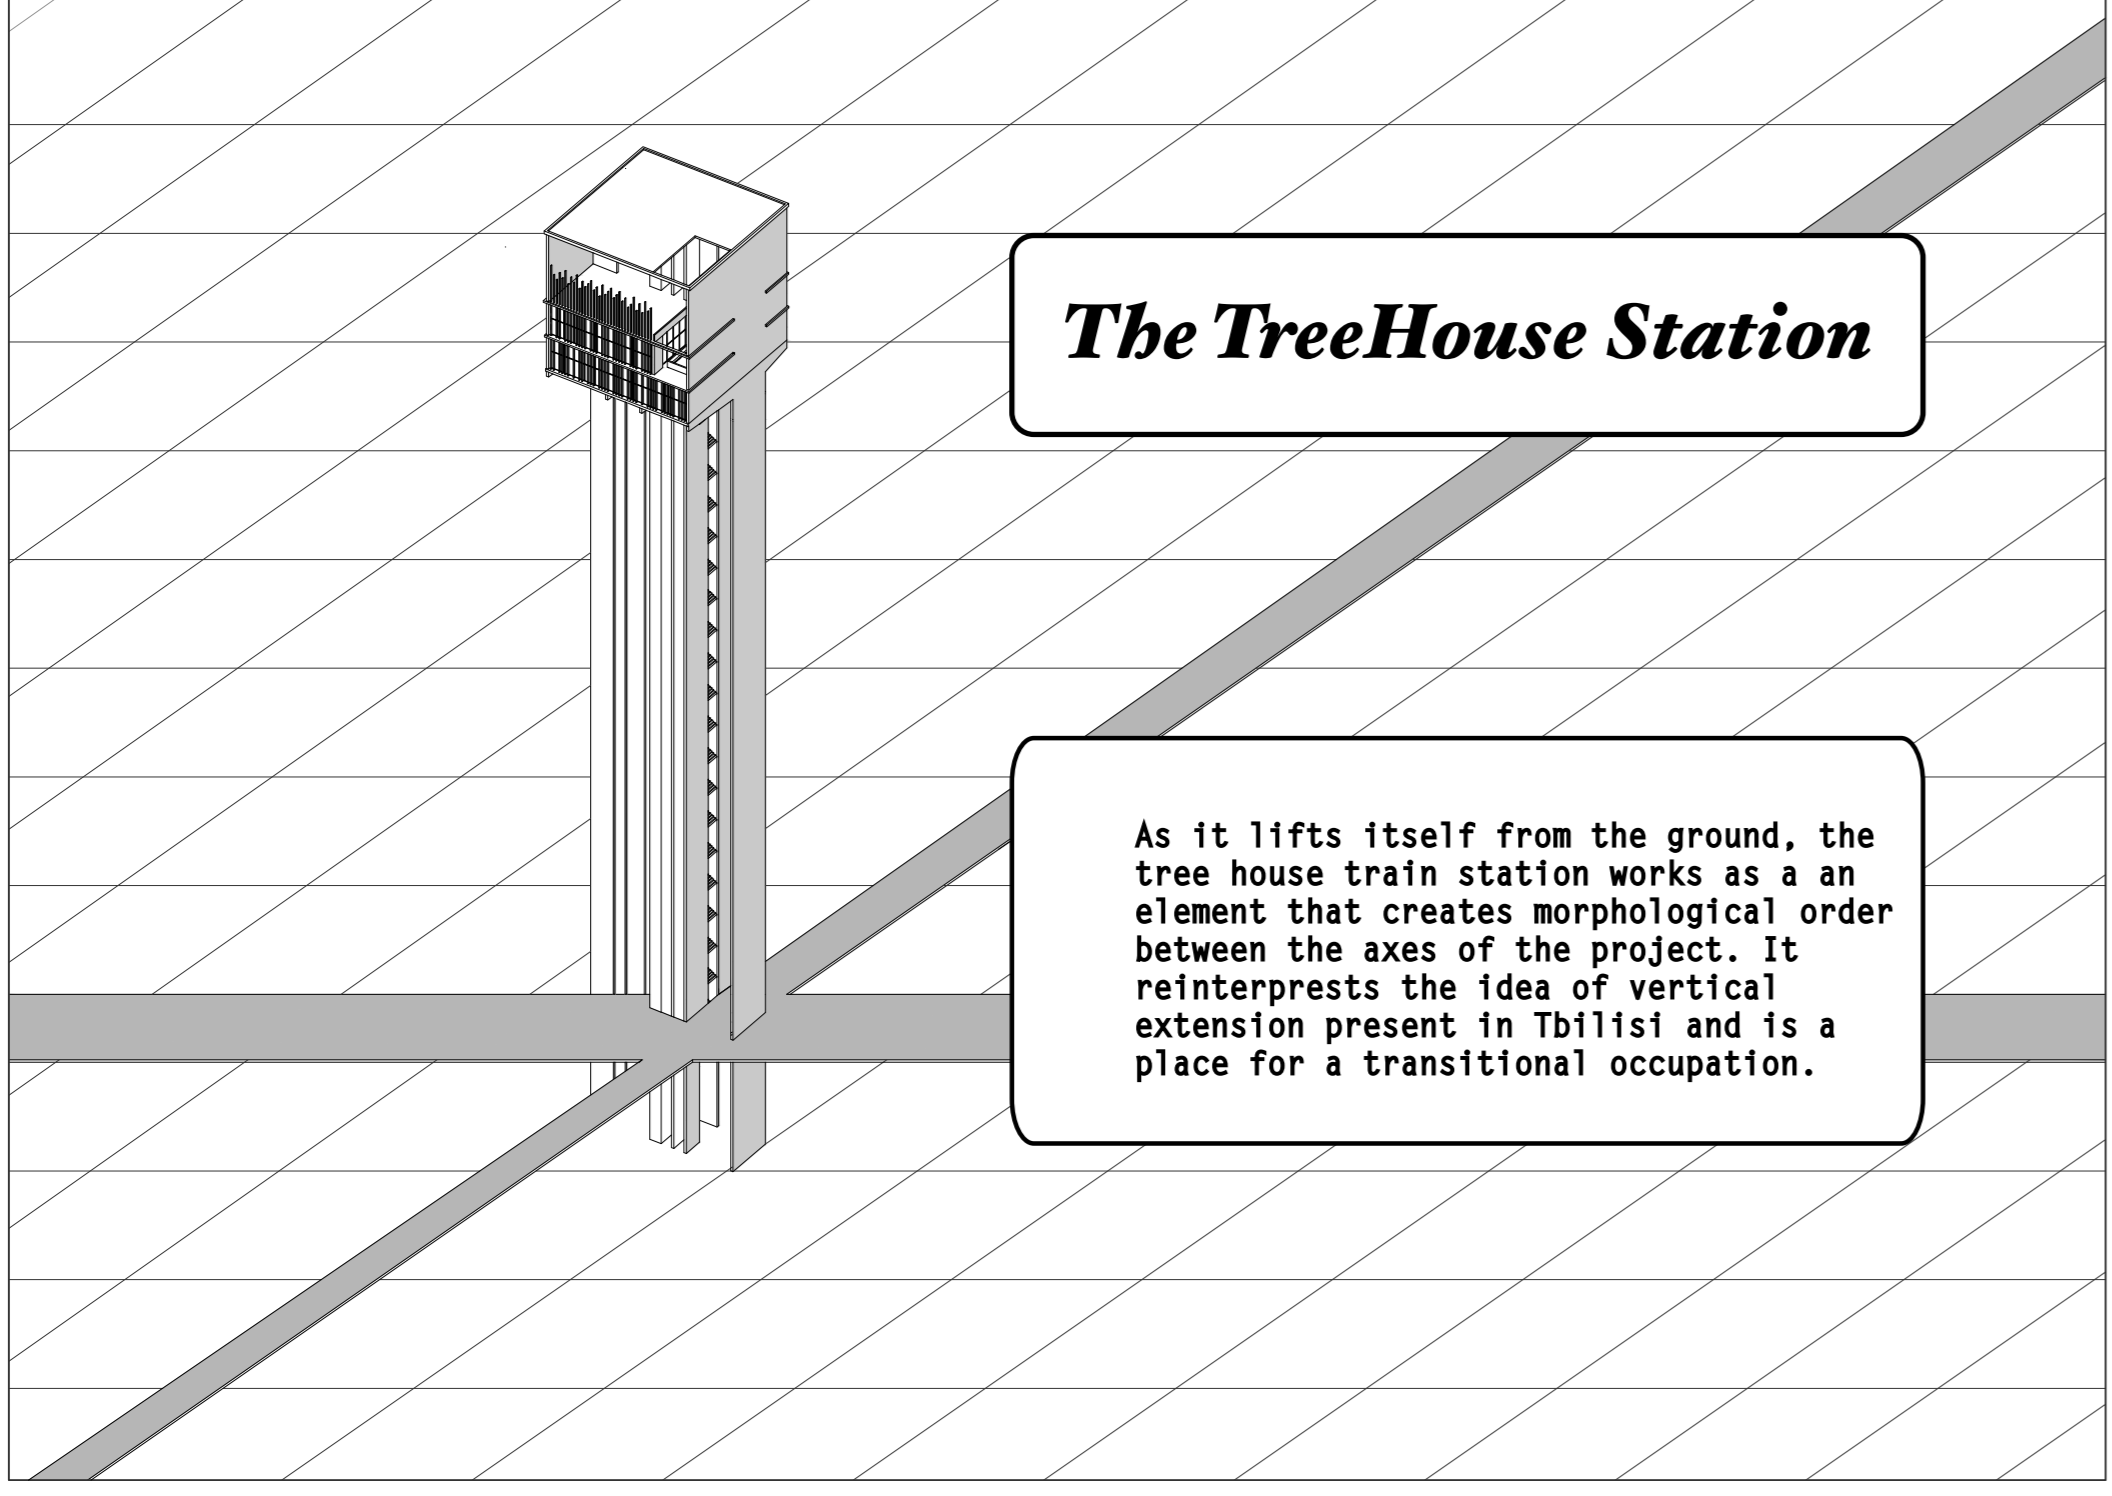 The TreeHouse Station
As it lifts itself from the ground, the
tree house train station works as a an
element that creates morphological order
between the axes of the project. It
reinterprests the idea of vertical
extension present in Tbilisi and is a
place for a transitional occupation.